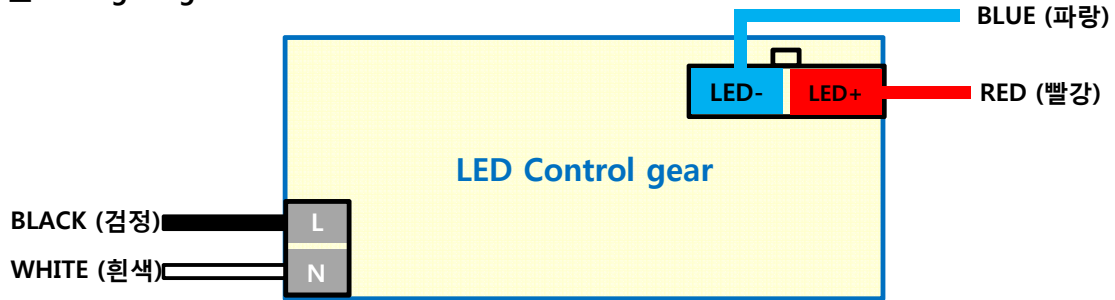 BLUE (파랑)
LED-
LED+
RED (빨강)
LED Control gear
BLACK (검정)
L
WHITE (흰색)
N